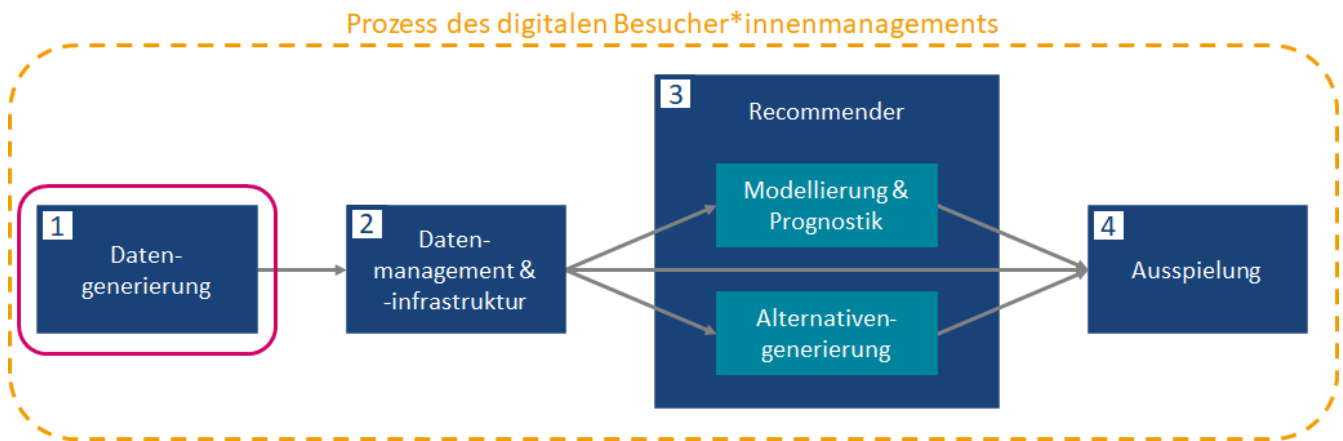 Prozess des digitalen Besucher*innenmanagements
1
Daten-
generierung
2
Daten-
management &
-infrastruktur
3
Recommender
Modellierung &
Prognostik
Alternativen-
generierung
4
Ausspielung